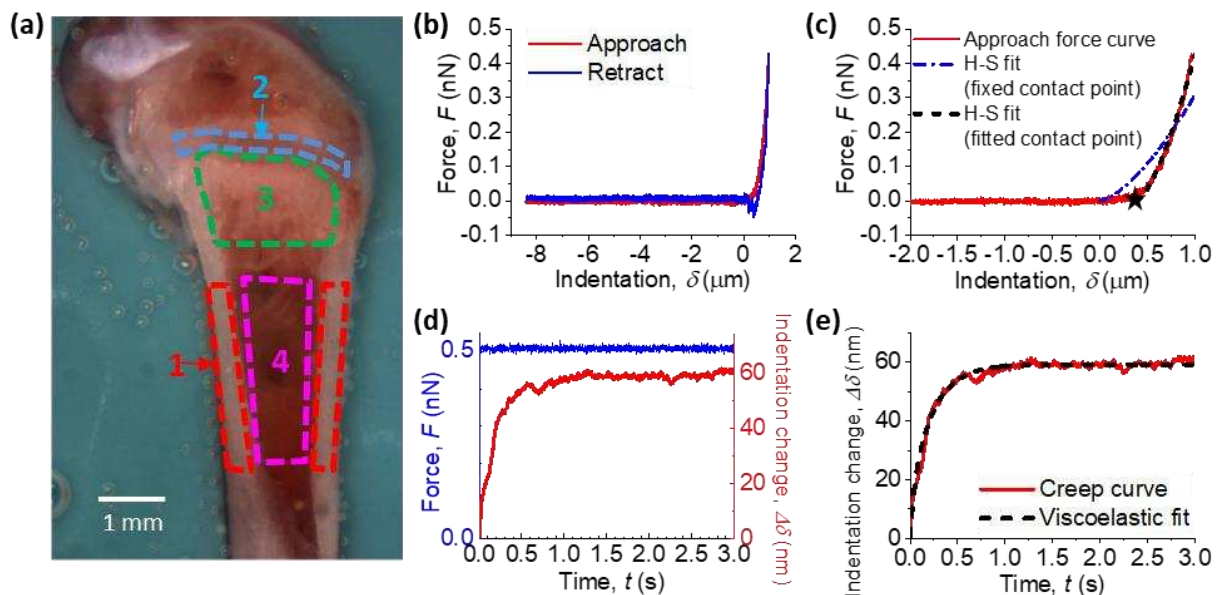 (a)
2
3
1
4
1 mm
(b)
0.5
0.4
0.3
0.2
0.1
0.0
-0.1
Force, F (nN)
Approach
Retract
-8 -6 -4 -2 0 2
Indentation, δ (μm)
(c)
0.5
0.4
0.3
0.2
0.1
0.0
-0.1
Force, F (nN)
Approach force curve
H-S fit
(fixed contact point)
H-S fit
(fitted contact point)
-2.0 -1.5 -1.0 -0.5 0.0 0.5 1.0
Indentation, δ (μm)
(d)
0.5
0.0
Force, F (nN)
60
40
20
0
Indentation change, Δδ (nm)
0.0 0.5 1.0 1.5 2.0 2.5 3.0
Time, t (s)
(e)
80
60
40
20
0
Indentation change, Δδ (nm)
Creep curve
Viscoelastic fit
0.0 0.5 1.0 1.5 2.0 2.5 3.0
Time, t (s)